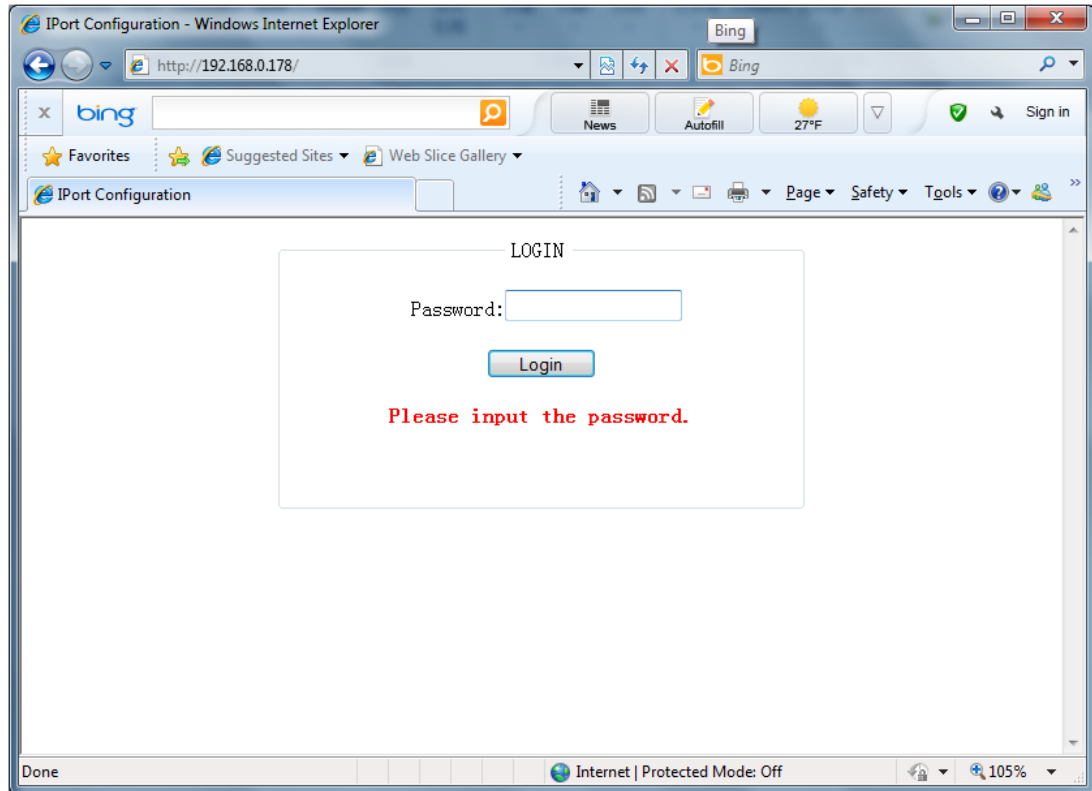 IPort Configuration - Windows Internet Explorer
Bing
http://192.168.0.178/
Bing
bing
News
Autofill
27°F
Sign in
Favorites
Suggested Sites
Web Slice Gallery
IPort Configuration
Page
Safety
Tools
LOGIN
Password:
Login
Please input the password.
Done
Internet | Protected Mode: Off
105%